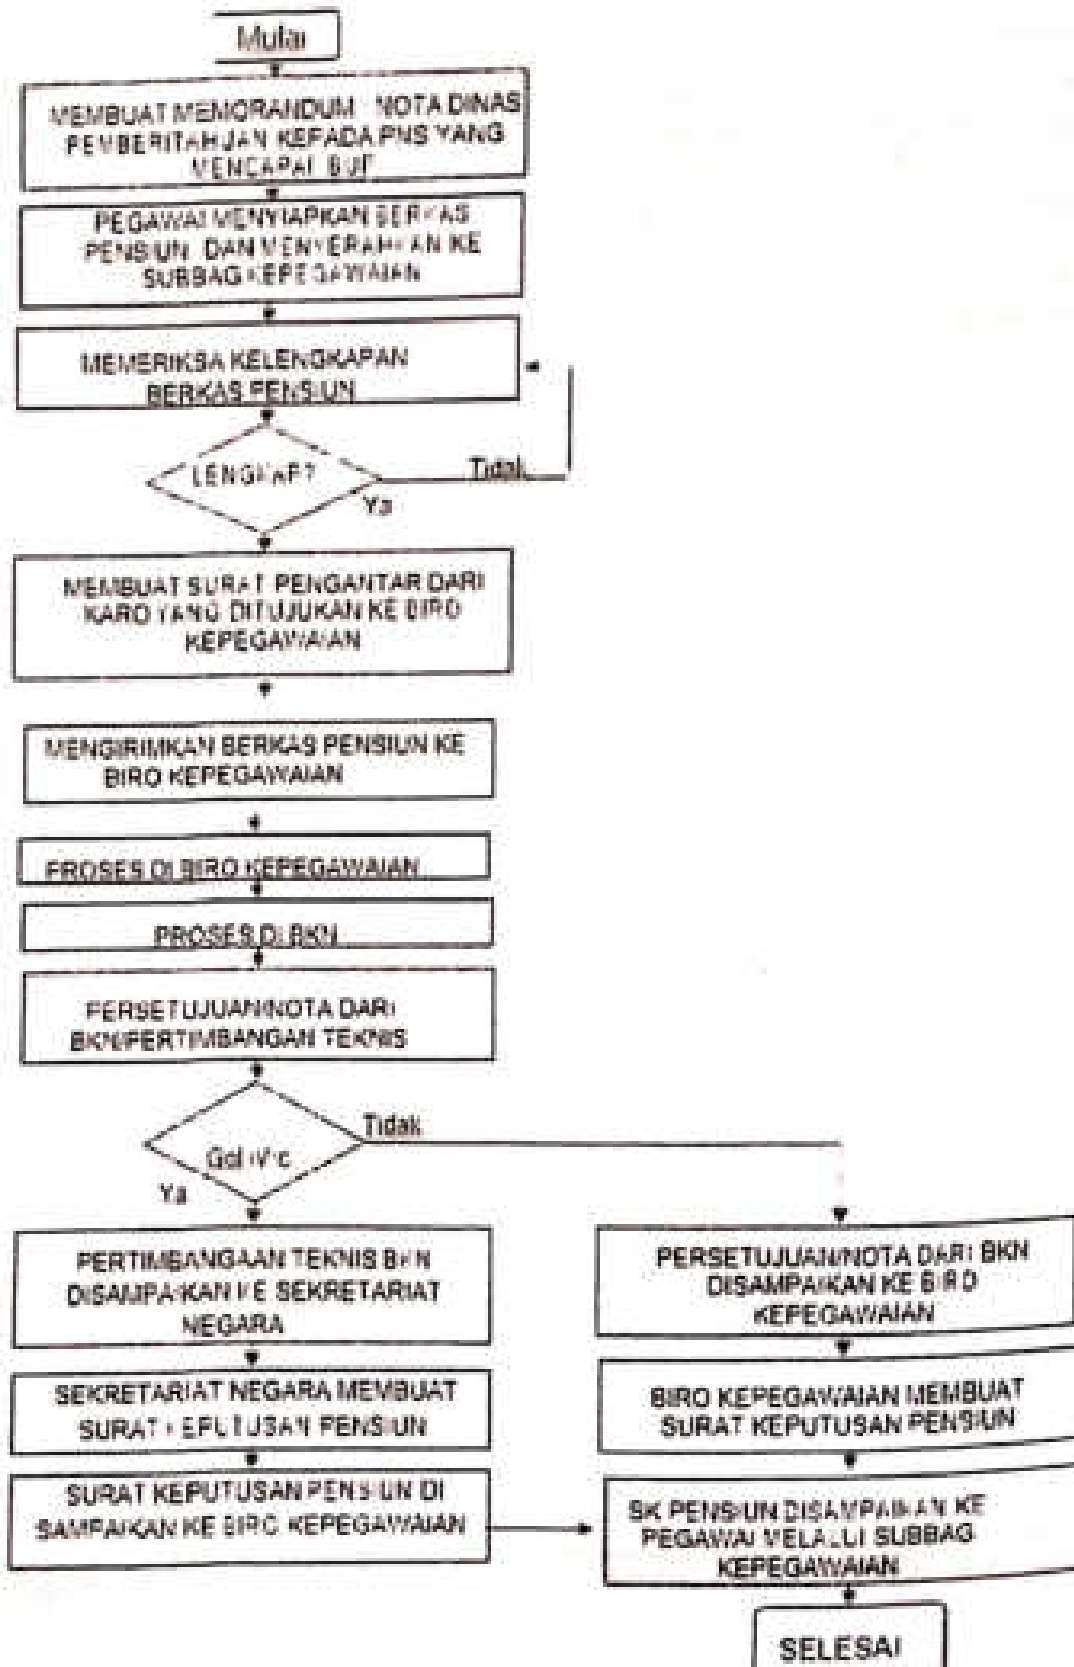 Mulai
MEMBUAT MEMORANDUM NOTA DINAS
PEMBERITAHUAN KEPADA PNS YANG
MENCAPAI BUP
PEGAWAI MENYIAPKAN BERKAS
PENSIUN DAN MENYERAHKAN KE
SUBBAG KEPEGAWAIAN
MEMERIKSA KELENGKAPAN
BERKAS PENSIUN
LENGKAP?
Tidak
Ya
MEMBUAT SURAT PENGANTAR DARI
KARO YANG DITUJUKAN KE BIRO
KEPEGAWAIAN
MENGIRIMKAN BERKAS PENSIUN KE
BIRO KEPEGAWAIAN
PROSES DI BIRO KEPEGAWAIAN
PROSES DI BKN
PERSETUJUAN/NOTA DARI
BKN/PERTIMBANGAN TEKNIS
Tidak
Gol IV c
Ya
PERTIMBANGAAN TEKNIS BKN
DISAMPAIKAN KE SEKRETARIAT
NEGARA
SEKRETARIAT NEGARA MEMBUAT
SURAT KEPUTUSAN PENSIUN
SURAT KEPUTUSAN PENSIUN DI
SAMPAIKAN KE BIRO KEPEGAWAIAN
PERSETUJUAN/NOTA DARI BKN
DISAMPAIKAN KE BIRO
KEPEGAWAIAN
BIRO KEPEGAWAIAN MEMBUAT
SURAT KEPUTUSAN PENSIUN
SK PENSIUN DISAMPAIKAN KE
PEGAWAI MELALUI SUBBAG
KEPEGAWAIAN
SELESAI